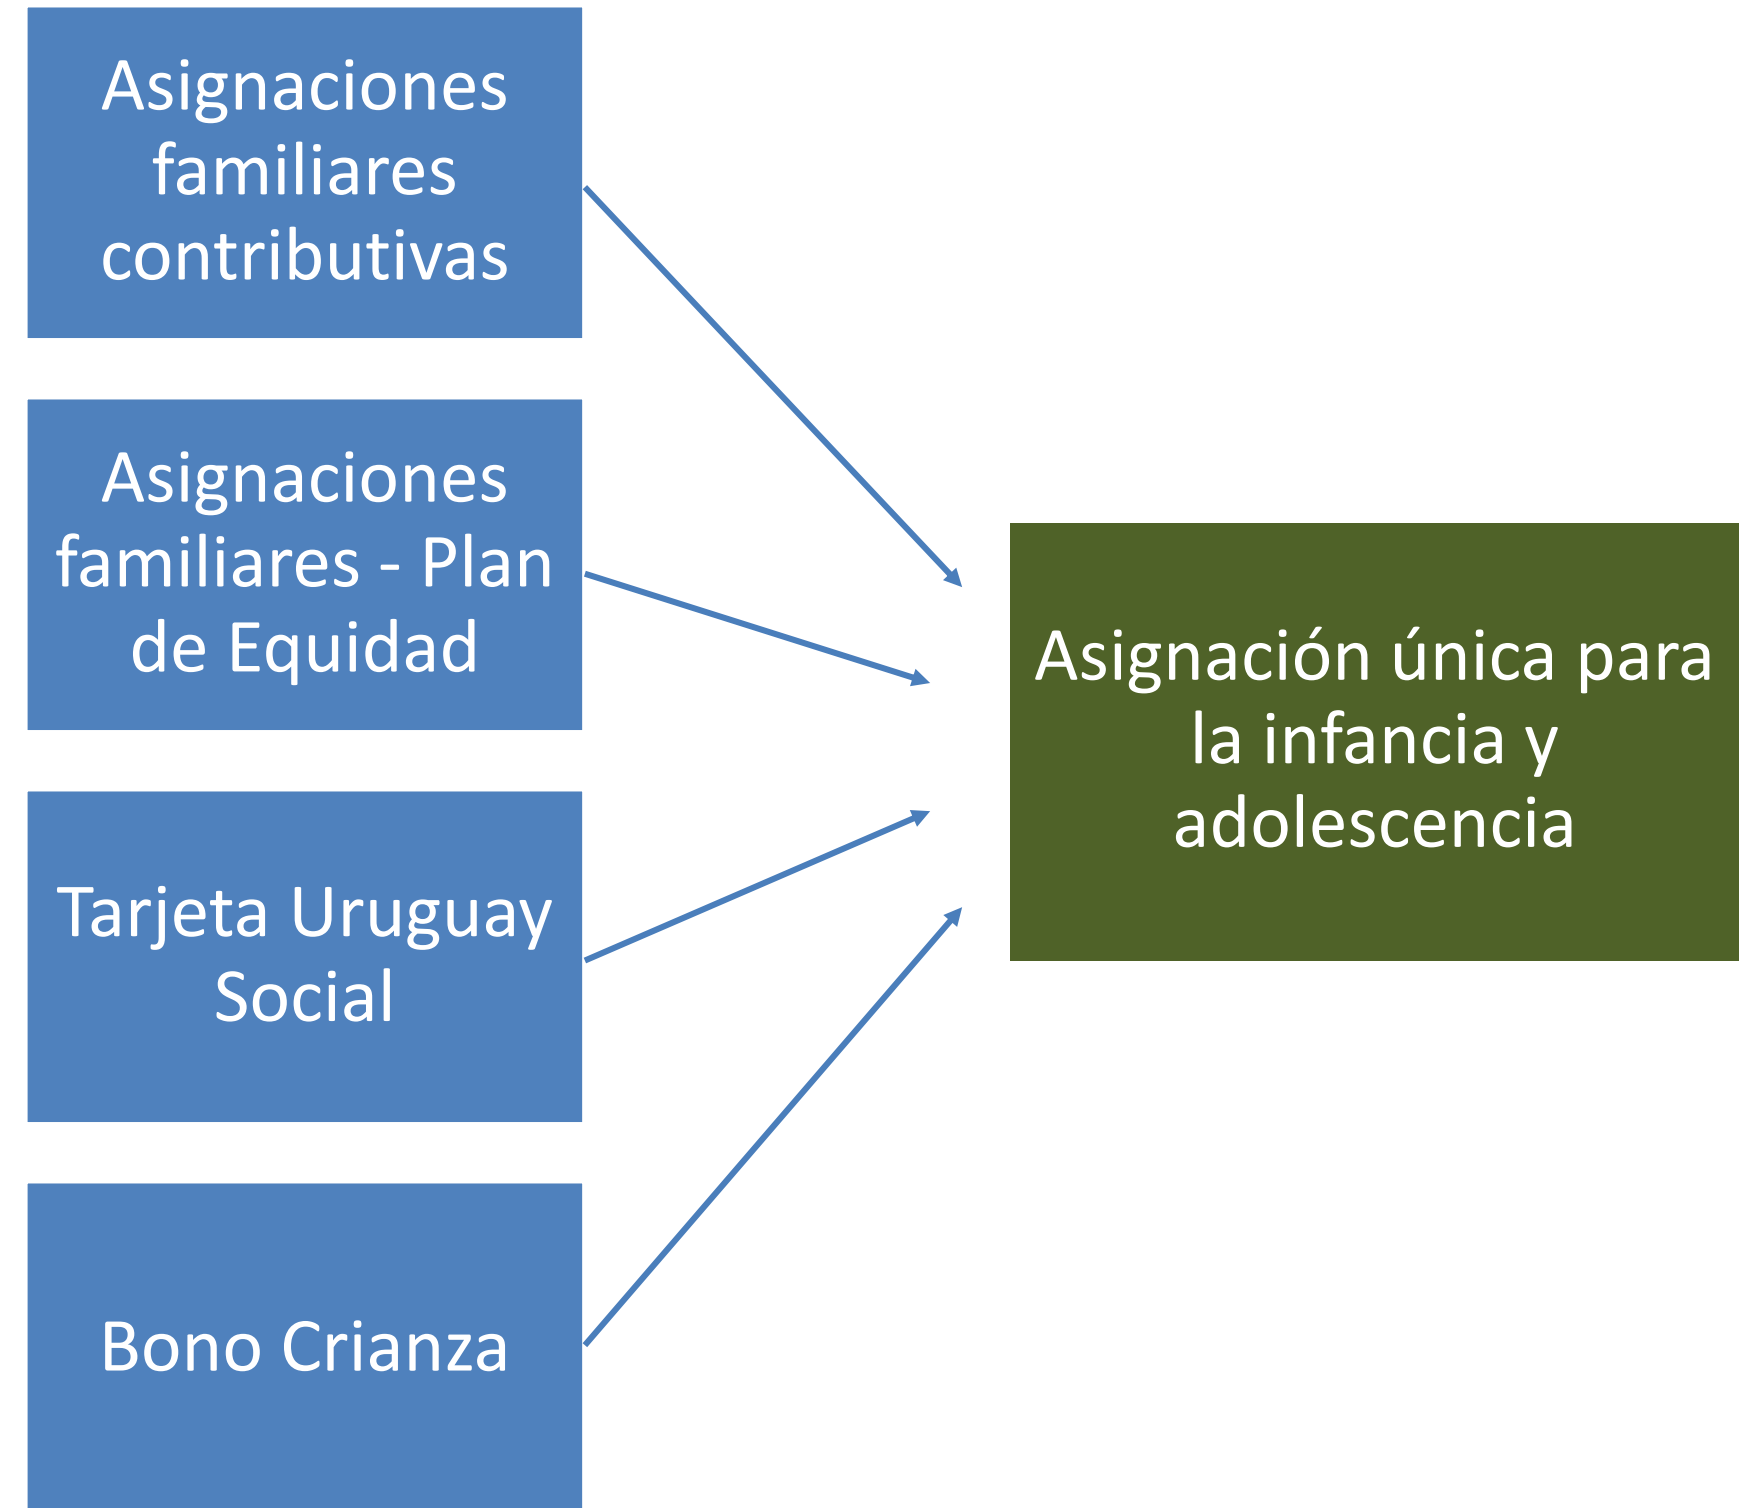 Asignaciones
familiares
contributivas
Asignaciones
familiares - Plan
de Equidad
Tarjeta Uruguay
Social
Bono Crianza
Asignación única para
la infancia y
adolescencia